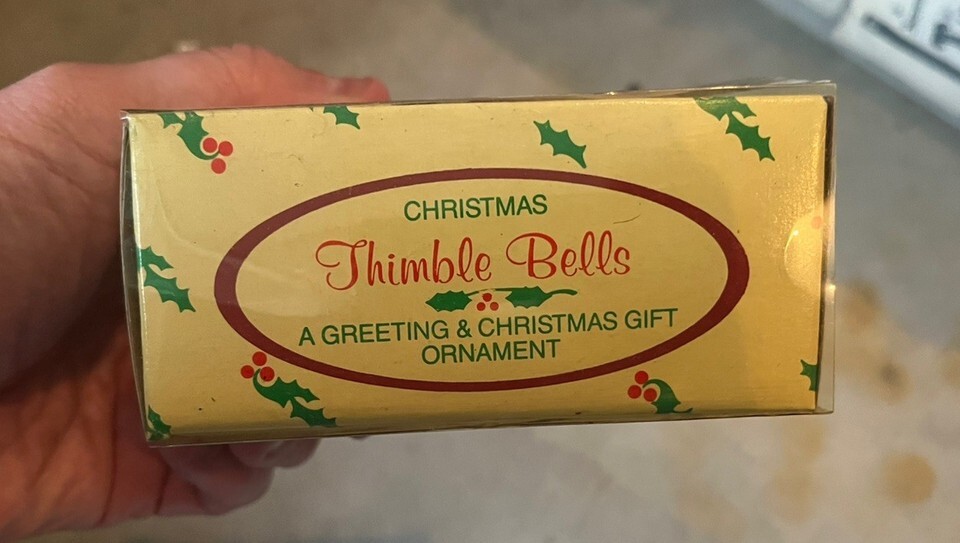 CHRISTMAS
Thimble Bells
A GREETING & CHRISTMAS GIFT
ORNAMENT